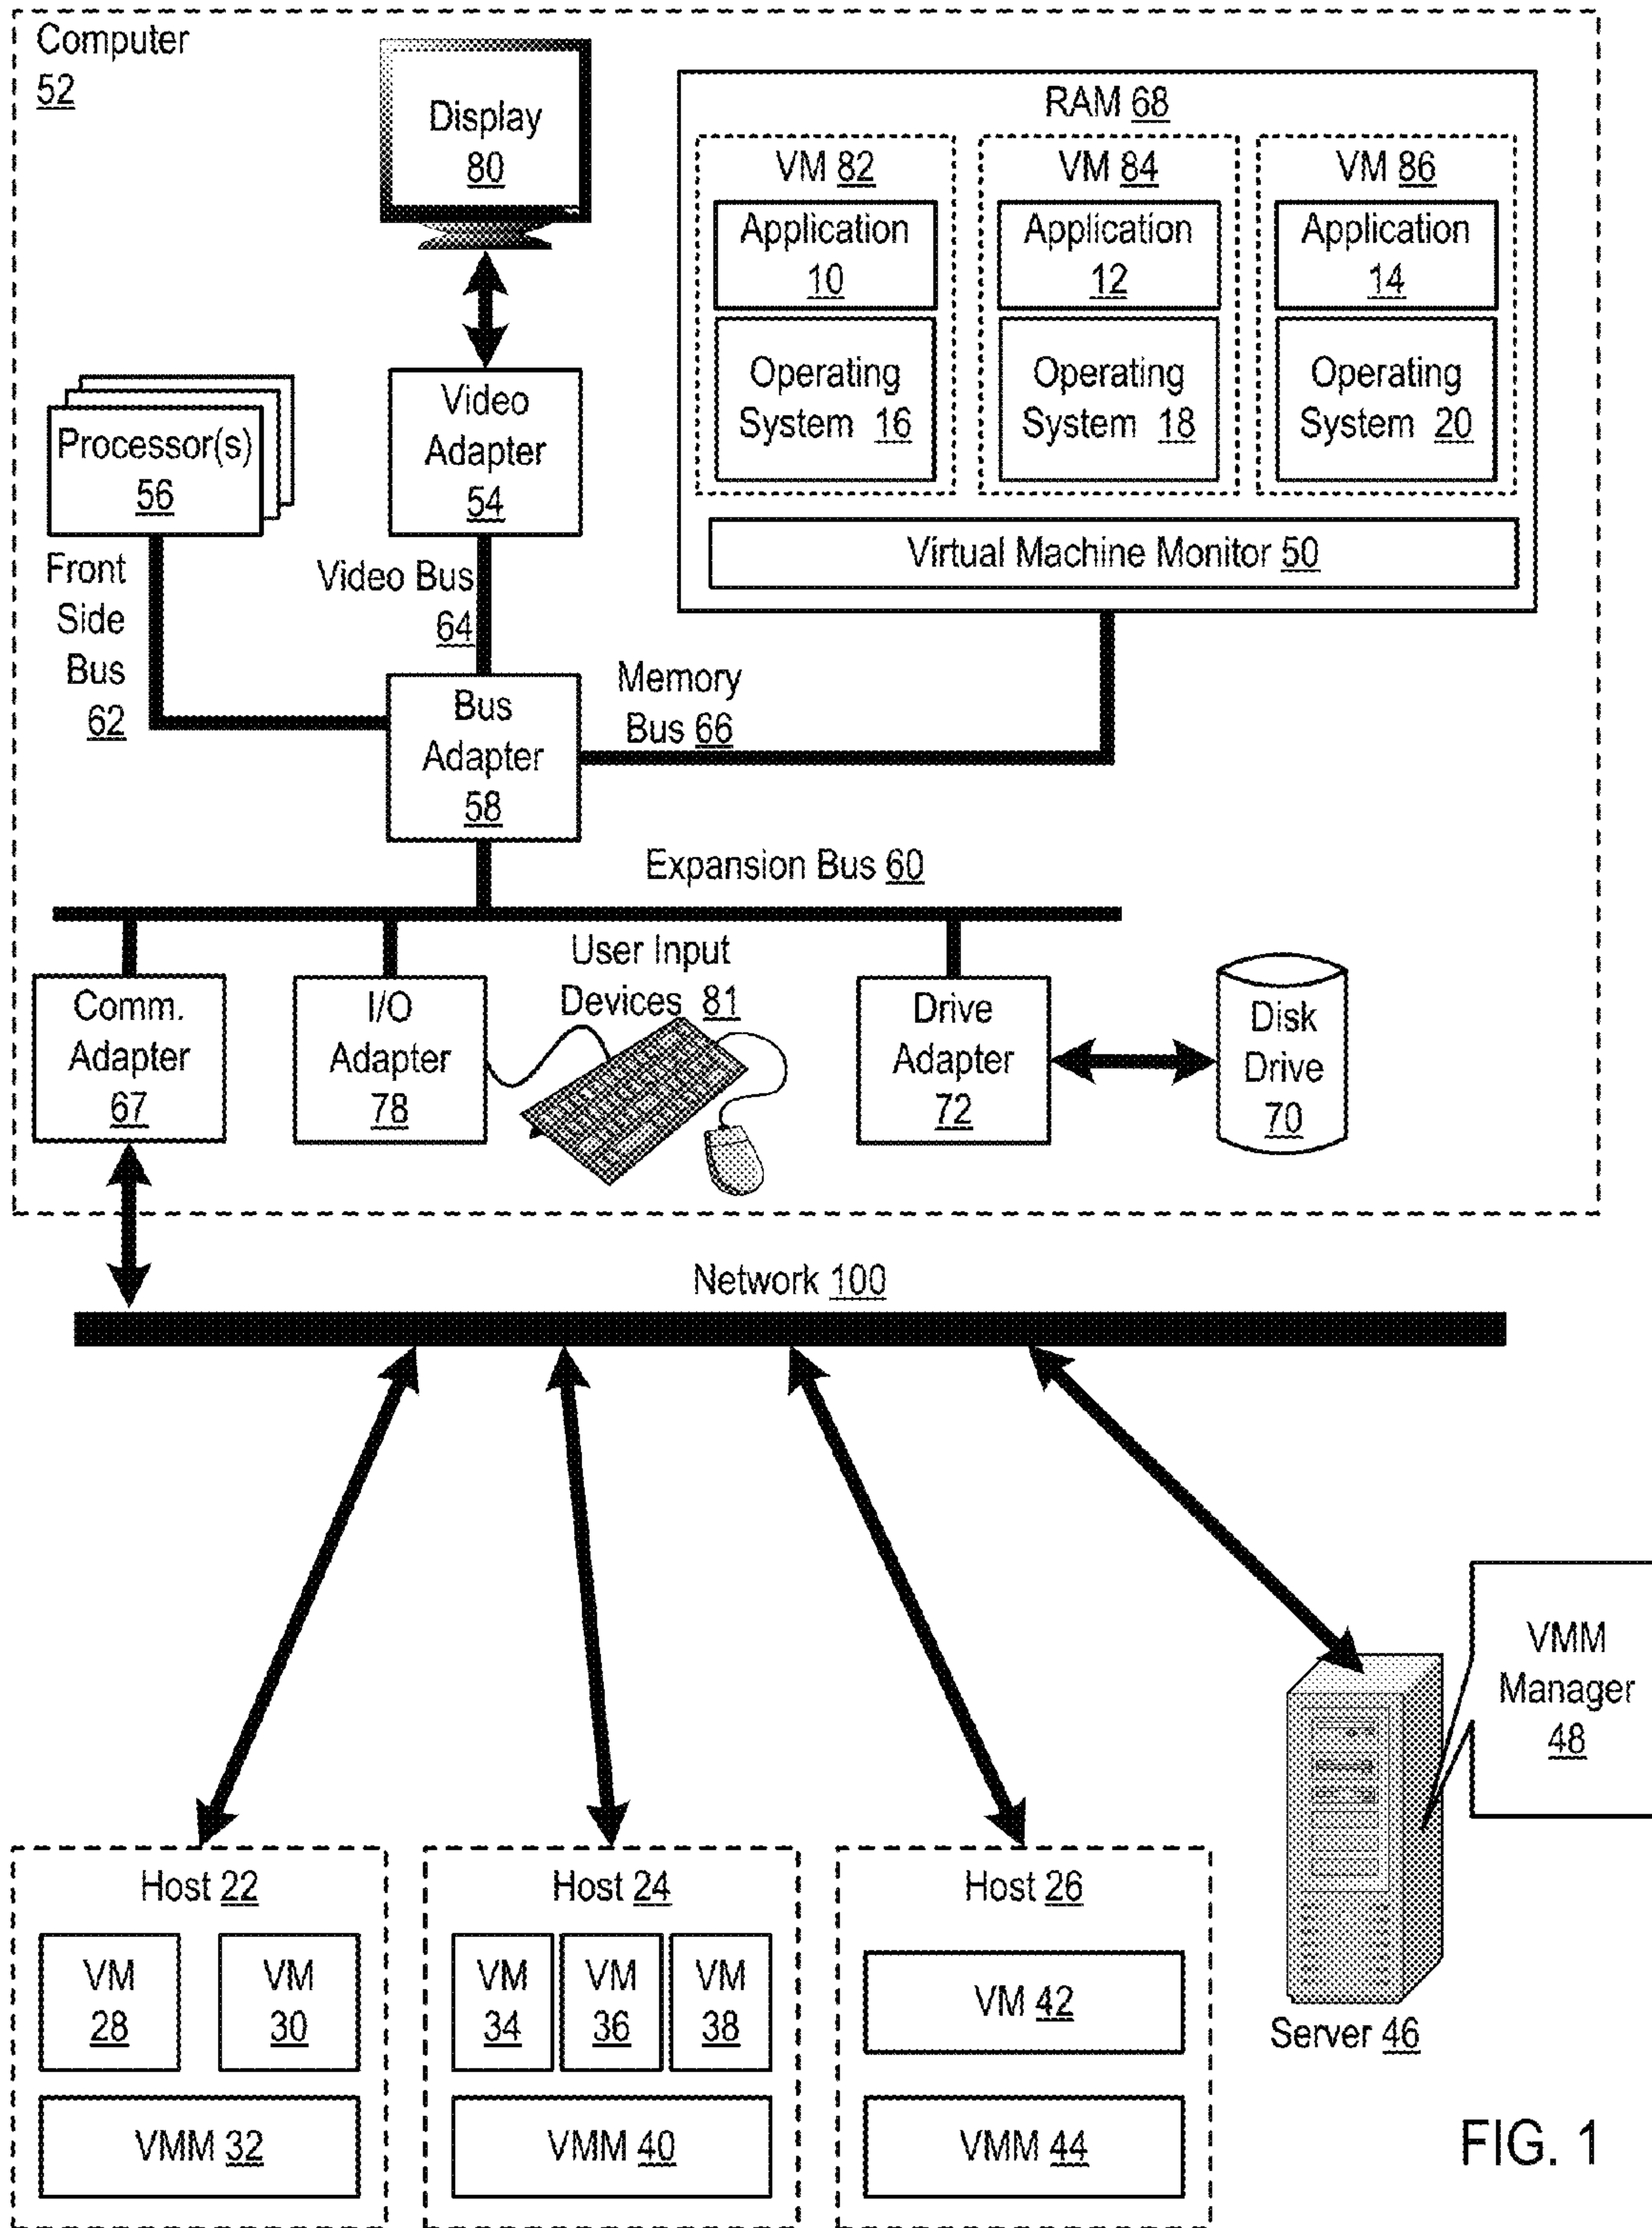 Computer
52
Display
80
RAM 68
VM 82
VM 84
VM 86
Application
10
Application
12
Application
14
Operating
System 16
Operating
System 18
Operating
System 20
Virtual Machine Monitor 50
Processor(s)
56
Video
Adapter
54
Front
Side
Bus
62
Video Bus
64
Bus
Adapter
58
Memory
Bus 66
Expansion Bus 60
Comm.
Adapter
67
I/O
Adapter
78
User Input
Devices 81
Drive
Adapter
72
Disk
Drive
70
Network 100
VMM
Manager
48
Server 46
Host 22
VM
28
VM
30
VMM 32
Host 24
VM
34
VM
36
VM
38
VMM 40
Host 26
VM 42
VMM 44
FIG. 1